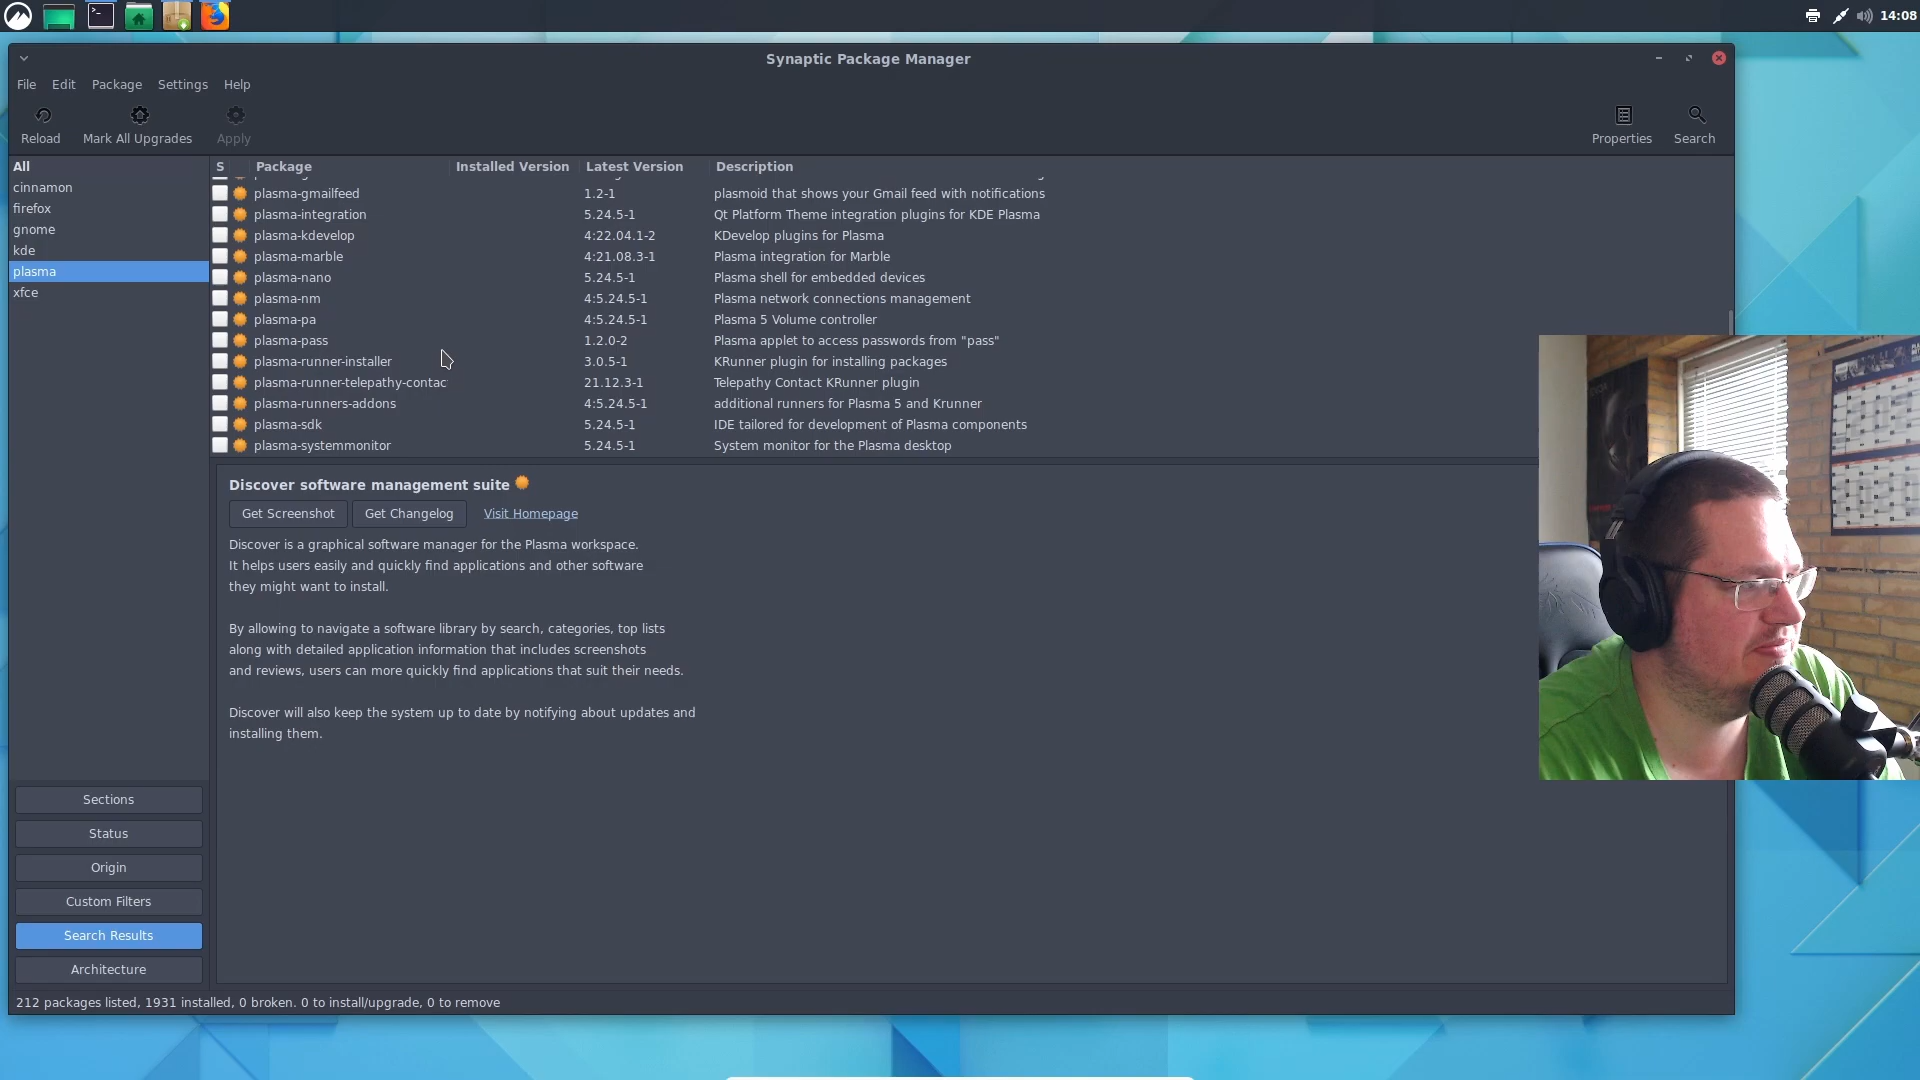 14:08
Synaptic Package Manager
File Edit Package Settings Help
Reload Mark All Upgrades Apply Properties Search
All
cinnamon
firefox
gnome
kde
plasma
xfce
S Package Installed Version Latest Version Description
plasma-gmailfeed 1.2-1 plasmoid that shows your Gmail feed with notifications
plasma-integration 5.24.5-1 Qt Platform Theme integration plugins for KDE Plasma
plasma-kdevelop 4:22.04.1-2 KDevelop plugins for Plasma
plasma-marble 4:21.08.3-1 Plasma integration for Marble
plasma-nano 5.24.5-1 Plasma shell for embedded devices
plasma-nm 4:5.24.5-1 Plasma network connections management
plasma-pa 4:5.24.5-1 Plasma 5 Volume controller
plasma-pass 1.2.0-2 Plasma applet to access passwords from "pass"
plasma-runner-installer 3.0.5-1 KRunner plugin for installing packages
plasma-runner-telepathy-contac 21.12.3-1 Telepathy Contact KRunner plugin
plasma-runners-addons 4:5.24.5-1 additional runners for Plasma 5 and Krunner
plasma-sdk 5.24.5-1 IDE tailored for development of Plasma components
plasma-systemmonitor 5.24.5-1 System monitor for the Plasma desktop
Discover software management suite
Get Screenshot Get Changelog Visit Homepage
Discover is a graphical software manager for the Plasma workspace.
It helps users easily and quickly find applications and other software
they might want to install.
By allowing to navigate a software library by search, categories, top lists
along with detailed application information that includes screenshots
and reviews, users can more quickly find applications that suit their needs.
Discover will also keep the system up to date by notifying about updates and
installing them.
Sections
Status
Origin
Custom Filters
Search Results
Architecture
212 packages listed, 1931 installed, 0 broken. 0 to install/upgrade, 0 to remove